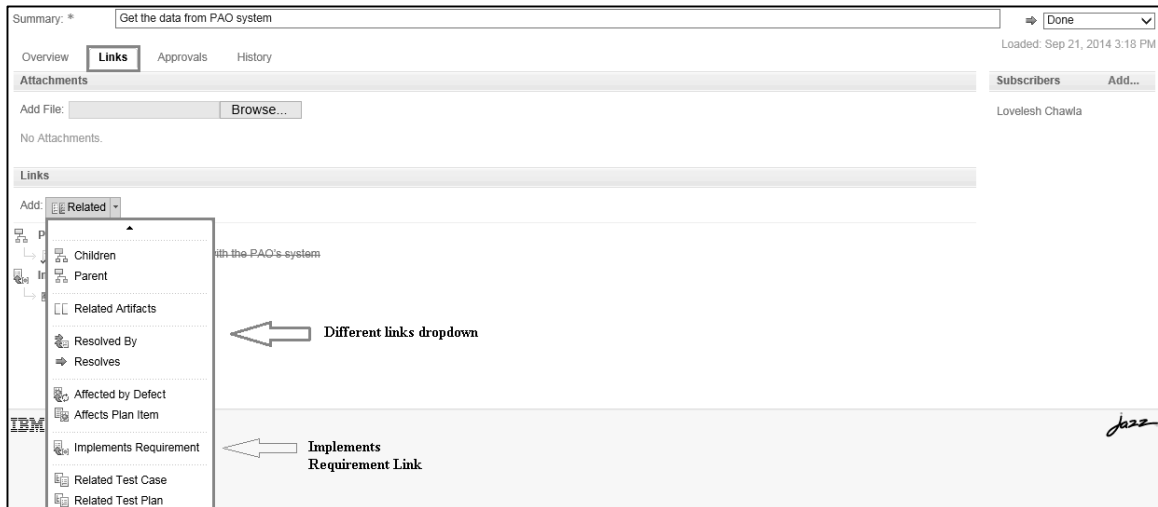 Summary: * Get the data from PAO system Done
Loaded: Sep 21, 2014 3:18 PM
Overview Links Approvals History
Attachments Subscribers Add...
Add File: Browse... Lovelesh Chawla
No Attachments.
Links
Add: Related
P
Children with the PAO's system
In Parent
Related Artifacts
Resolved By Different links dropdown
Resolves
Affected by Defect
Affects Plan Item
IBM jazz
Implements Requirement Implements
Requirement Link
Related Test Case
Related Test Plan